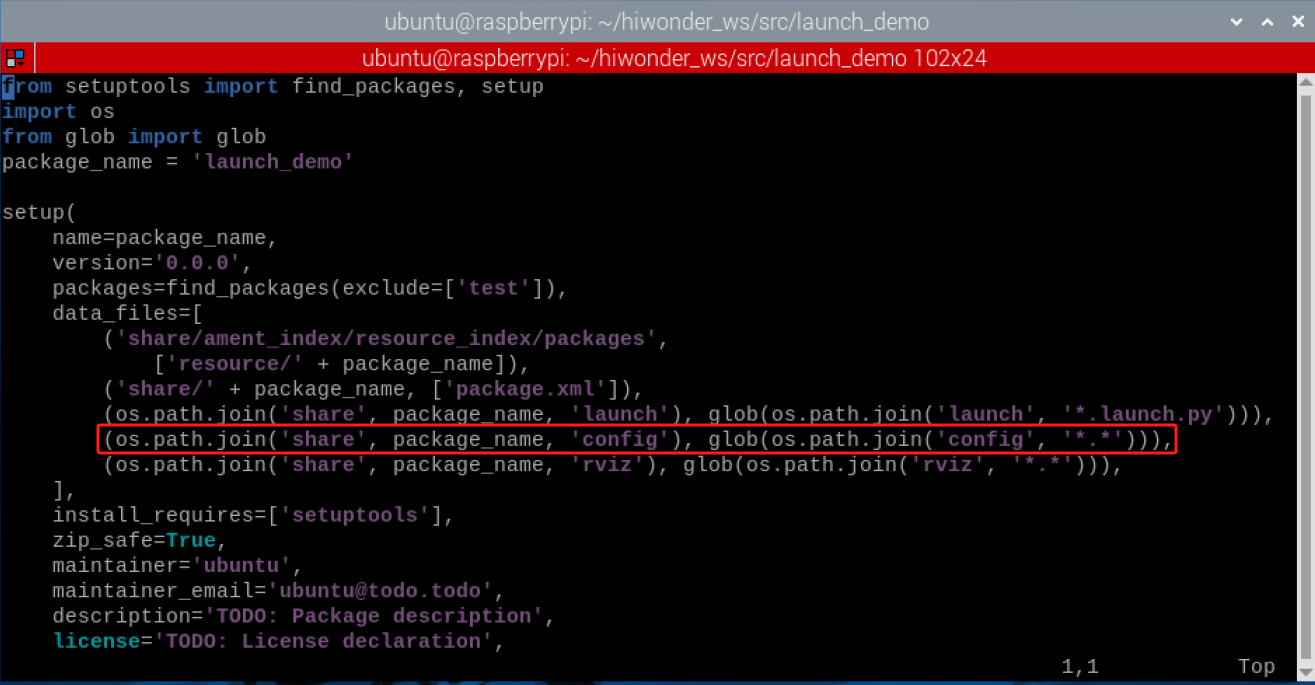 ubuntu@raspberrypi: ~/hiwonder_ws/src/launch_demo
ubuntu@raspberrypi: ~/hiwonder_ws/src/launch_demo 102x24
from setuptools import find_packages, setup
import os
from glob import glob
package_name = 'launch_demo'

setup(
    name=package_name,
    version='0.0.0',
    packages=find_packages(exclude=['test']),
    data_files=[
        ('share/ament_index/resource_index/packages',
            ['resource/' + package_name]),
        ('share/' + package_name, ['package.xml']),
        (os.path.join('share', package_name, 'launch'), glob(os.path.join('launch', '*.launch.py'))),
        (os.path.join('share', package_name, 'config'), glob(os.path.join('config', '*.*'))),
        (os.path.join('share', package_name, 'rviz'), glob(os.path.join('rviz', '*.*'))),
    ],
    install_requires=['setuptools'],
    zip_safe=True,
    maintainer='ubuntu',
    maintainer_email='ubuntu@todo.todo',
    description='TODO: Package description',
    license='TODO: License declaration',
1,1 Top